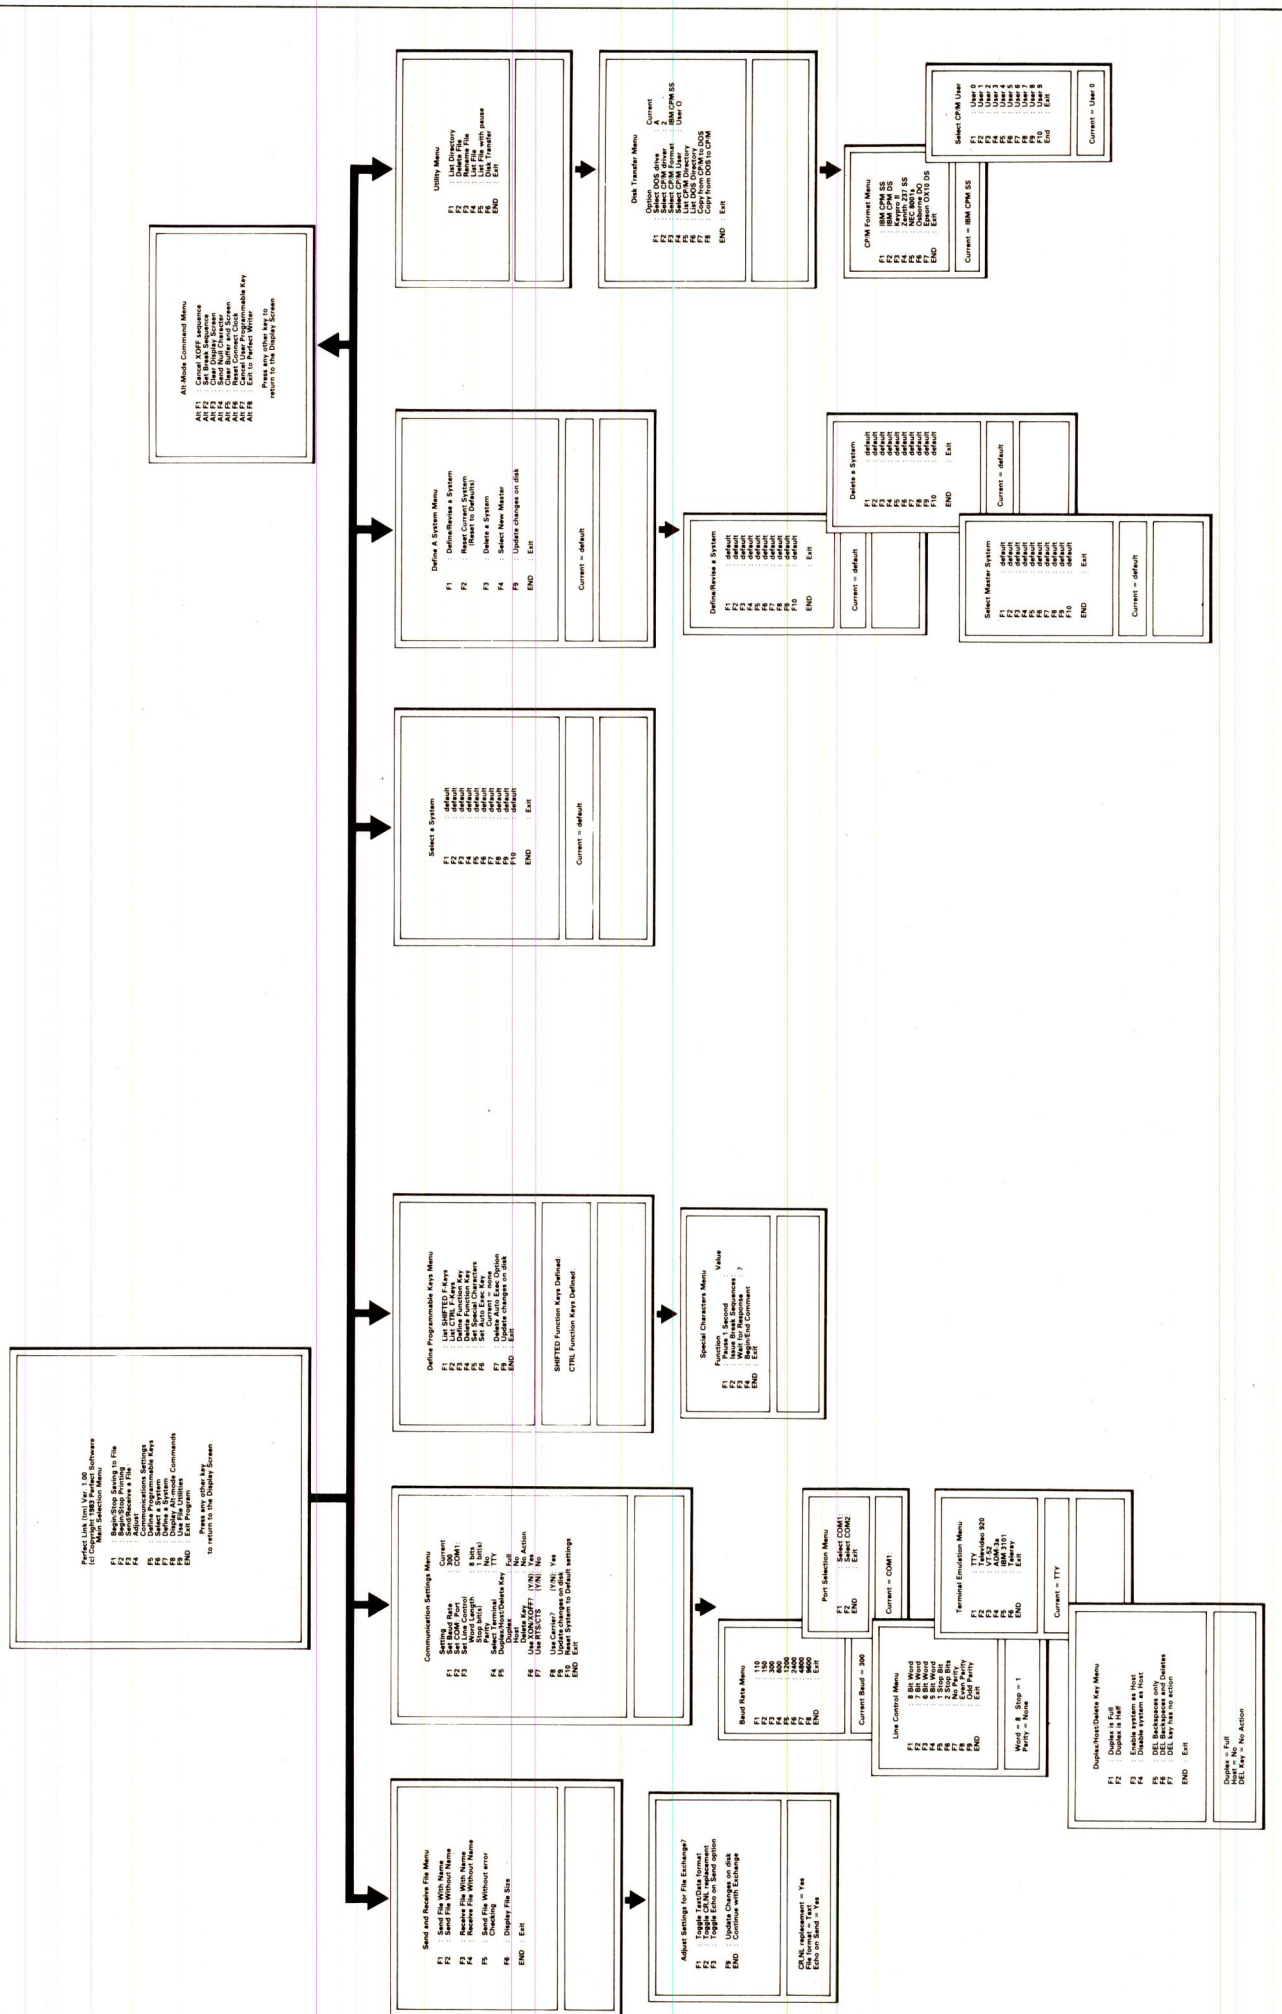 Perfect Link (tm) Ver. 1.00
(c) Copyright 1983 Perfect Software
Main Selection Menu
F1 : Begin/Stop Saving to File
F2 : Begin/Stop Printing
F3 : Send/Receive a File
F4 : Adjust
Communications Settings
F5 : Define Programmable Keys
F6 : Select a System
F7 : Define a System
F8 : Display Alt-mode Commands
F9 : Use File Utilities
END : Exit Program
Press any other key
to return to the Display Screen
Alt-Mode Command Menu
Alt F1 : Cancel XOFF sequence
Alt F2 : Set Break Sequence
Alt F3 : Clear Display Screen
Alt F4 : Send Null Character
Alt F5 : Clear Buffer and Screen
Alt F6 : Reset Connect Clock
Alt F7 : Cancel User Programmable Key
Alt F8 : Exit to Perfect Writer
Press any other key to
return to the Display Screen
Send and Receive File Menu
F1 : Send File With Name
F2 : Send File Without Name
F3 : Receive File With Name
F4 : Receive File Without Name
F5 : Send File Without error
Checking
F6 : Display File Size
END : Exit
Adjust Settings for File Exchange?
F1 : Toggle Text/Data format
F2 : Toggle CR,NL replacement
F3 : Toggle Echo on Send option
F9 : Update Changes on disk
END : Continue with Exchange
CR,NL replacement = Yes
File format = Text
Echo on Send = Yes
Communication Settings Menu
Setting Current
F1 Set Baud Rate : 300
F2 Set COM: Port : COM1:
F3 Set Line Control
Word Length : 8 bits
Stop bit(s) : 1 bit(s)
Parity : No
F4 Select Terminal : TTY
F5 Duplex/Host/Delete Key
Duplex : Full
Host : No
Delete Key : No Action
F6 Use XON/XOFF? (Y/N): Yes
F7 Use RTS/CTS (Y/N): No
F8 Use Carrier? (Y/N): Yes
F9 Update changes on disk
F10 Reset System to Default settings
END Exit
Baud Rate Menu
F1 : 110
F2 : 150
F3 : 300
F4 : 600
F5 : 1200
F6 : 2400
F7 : 4800
F8 : 9600
END : Exit
Current Baud = 300
Port Selection Menu
F1 : Select COM1:
F2 : Select COM2:
END : Exit
Current = COM1:
Line Control Menu
F1 : 8 Bit Word
F2 : 7 Bit Word
F3 : 6 Bit Word
F4 : 5 Bit Word
F5 : 1 Stop Bit
F6 : 2 Stop Bits
F7 : No Parity
F8 : Even Parity
F9 : Odd Parity
END : Exit
Word = 8 Stop = 1
Parity = None
Terminal Emulation Menu
F1 : TTY
F2 : Televideo 920
F3 : VT-52
F4 : ADM-3a
F5 : IBM 3101
F6 : Teleray
END : Exit
Current = TTY
Duplex/Host/Delete Key Menu
F1 : Duplex is Full
F2 : Duplex is Half
F3 : Enable system as Host
F4 : Disable system as Host
F5 : DEL Backspaces only
F6 : DEL Backspaces and Deletes
F7 : DEL key has no action
END : Exit
Duplex = Full
Host = No
DEL Key = No Action
Define Programmable Keys Menu
F1 : List SHIFTED F-Keys
F2 : List CTRL F-Keys
F3 : Define Function Key
F4 : Delete Function Key
F5 : Set Special Characters
F6 : Set Auto Exec Key
Current = none
F7 : Delete Auto Exec Option
F9 : Update changes on disk
END : Exit
SHIFTED Function Keys Defined:
CTRL Function Keys Defined:
Special Characters Menu
Function Value
F1 : Pause 1 Second :
F2 : Issue Break Sequences:
F3 : Wait for Response : ?
F4 : Begin/End Comment
END : Exit
Select a System
F1 : default
F2 : default
F3 : default
F4 : default
F5 : default
F6 : default
F7 : default
F8 : default
F9 : default
F10 : default
END : Exit
Current = default
Define A System Menu
F1 : Define/Revise a System
F2 : Reset Current System
(Reset to Defaults)
F3 : Delete a System
F4 : Select New Master
F9 : Update changes on disk
END : Exit
Current = default
Define/Revise a System
F1 : default
F2 : default
F3 : default
F4 : default
F5 : default
F6 : default
F7 : default
F8 : default
F9 : default
F10 : default
END : Exit
Current = default
Delete a System
F1 : default
F2 : default
F3 : default
F4 : default
F5 : default
F6 : default
F7 : default
F8 : default
F9 : default
F10 : default
END : Exit
Current = default
Select Master System
F1 : default
F2 : default
F3 : default
F4 : default
F5 : default
F6 : default
F7 : default
F8 : default
F9 : default
F10 : default
END : Exit
Current = default
Utility Menu
F1 : List Directory
F2 : Delete File
F3 : Rename File
F4 : List File
F5 : List File with pause
F6 : Disk Transfer
END : Exit
Disk Transfer Menu
Option Current
F1 : Select DOS drive : A
F2 : Select CP/M driver : 2
F3 : Select CP/M Format : IBM CPM SS
F4 : Select CP/M User : User O
F5 : List CP/M Directory
F6 : List DOS Directory
F7 : Copy from CP/M to DOS
F8 : Copy from DOS to CP/M
END : Exit
CP/M Format Menu
F1 : IBM CPM SS
F2 : IBM CPM DS
F3 : Keypro II
F4 : Zenith 237 SS
F5 : NEC 8001s
F6 : Osborne DO
F7 : Epson OX10 DS
END : Exit
Current = IBM CPM SS
Select CP/M User
F1 : User 0
F2 : User 1
F3 : User 2
F4 : User 3
F5 : User 4
F6 : User 5
F7 : User 6
F8 : User 7
F9 : User 8
F10 : User 9
End : Exit
Current = User 0